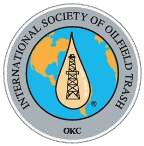 INTERNATIONAL SOCIETY OF OILFIELD TRASH
®
OKC